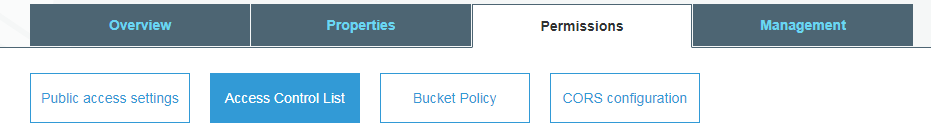 Overview Properties Permissions Management
Public access settings Access Control List Bucket Policy CORS configuration